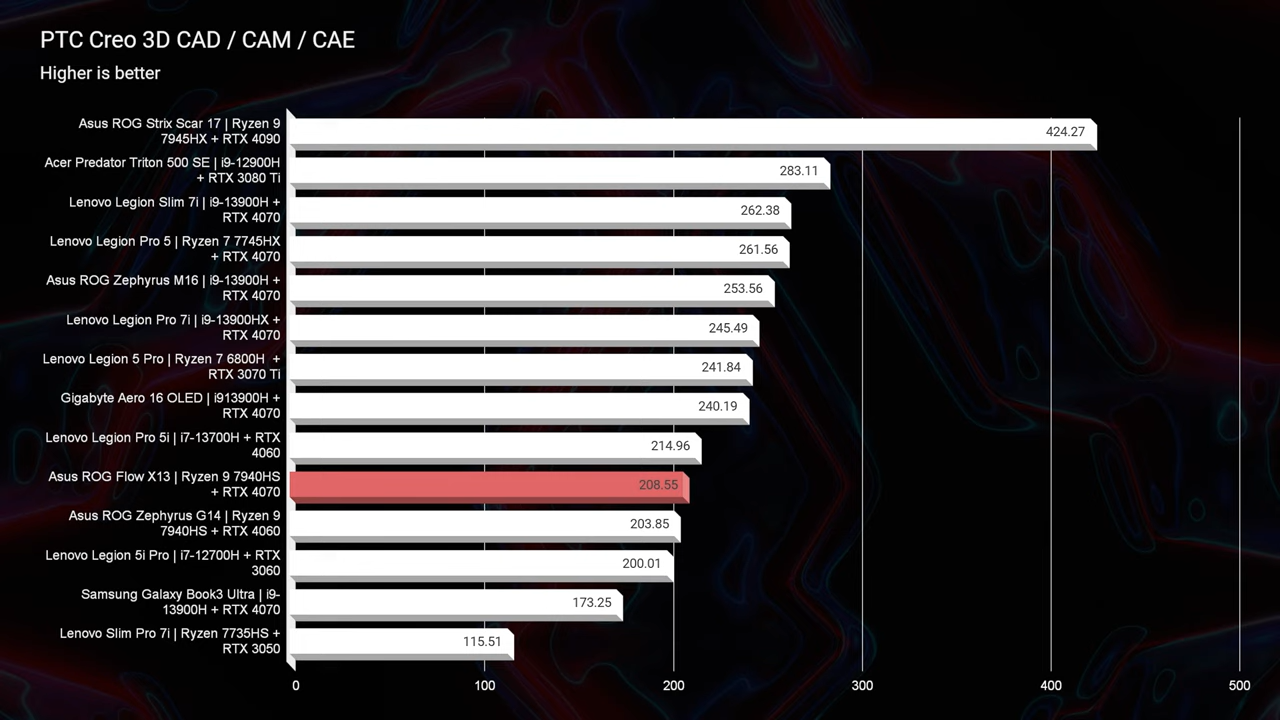 PTC Creo 3D CAD / CAM / CAE
Higher is better
Asus ROG Strix Scar 17 | Ryzen 9
7945HX + RTX 4090
424.27
Acer Predator Triton 500 SE | i9-12900H
+ RTX 3080 Ti
283.11
Lenovo Legion Slim 7i | i9-13900H +
RTX 4070
262.38
Lenovo Legion Pro 5 | Ryzen 7 7745HX
+ RTX 4070
261.56
Asus ROG Zephyrus M16 | i9-13900H +
RTX 4070
253.56
Lenovo Legion Pro 7i | i9-13900HX +
RTX 4070
245.49
Lenovo Legion 5 Pro | Ryzen 7 6800H +
RTX 3070 Ti
241.84
Gigabyte Aero 16 OLED | i913900H +
RTX 4070
240.19
Lenovo Legion Pro 5i | i7-13700H + RTX
4060
214.96
Asus ROG Flow X13 | Ryzen 9 7940HS
+ RTX 4070
208.55
Asus ROG Zephyrus G14 | Ryzen 9
7940HS + RTX 4060
203.85
Lenovo Legion 5i Pro | i7-12700H + RTX
3060
200.01
Samsung Galaxy Book3 Ultra | i9-
13900H + RTX 4070
173.25
Lenovo Slim Pro 7i | Ryzen 7735HS +
RTX 3050
115.51
0 100 200 300 400 500